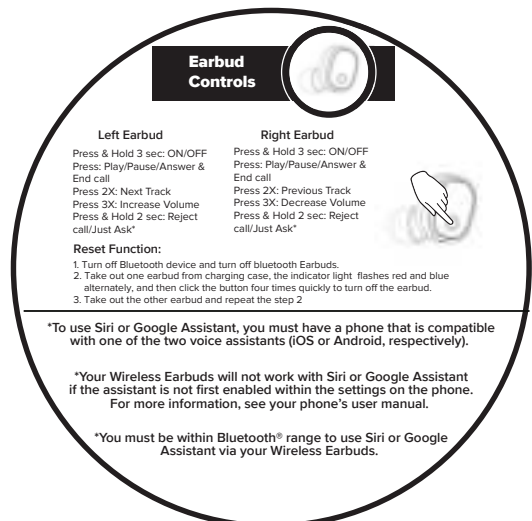 Earbud
Controls
Left Earbud
Press & Hold 3 sec: ON/OFF
Press: Play/Pause/Answer &
End call
Press 2X: Next Track
Press 3X: Increase Volume
Press & Hold 2 sec: Reject
call/Just Ask*
Right Earbud
Press & Hold 3 sec: ON/OFF
Press: Play/Pause/Answer &
End call
Press 2X: Previous Track
Press 3X: Decrease Volume
Press & Hold 2 sec: Reject
call/Just Ask*
Reset Function:
1. Turn off Bluetooth device and turn off bluetooth Earbuds.
2. Take out one earbud from charging case, the indicator light flashes red and blue
alternately, and then click the button four times quickly to turn off the earbud.
3. Take out the other earbud and repeat the step 2
*To use Siri or Google Assistant, you must have a phone that is compatible
with one of the two voice assistants (iOS or Android, respectively).
*Your Wireless Earbuds will not work with Siri or Google Assistant
if the assistant is not first enabled within the settings on the phone.
For more information, see your phone's user manual.
*You must be within Bluetooth® range to use Siri or Google
Assistant via your Wireless Earbuds.